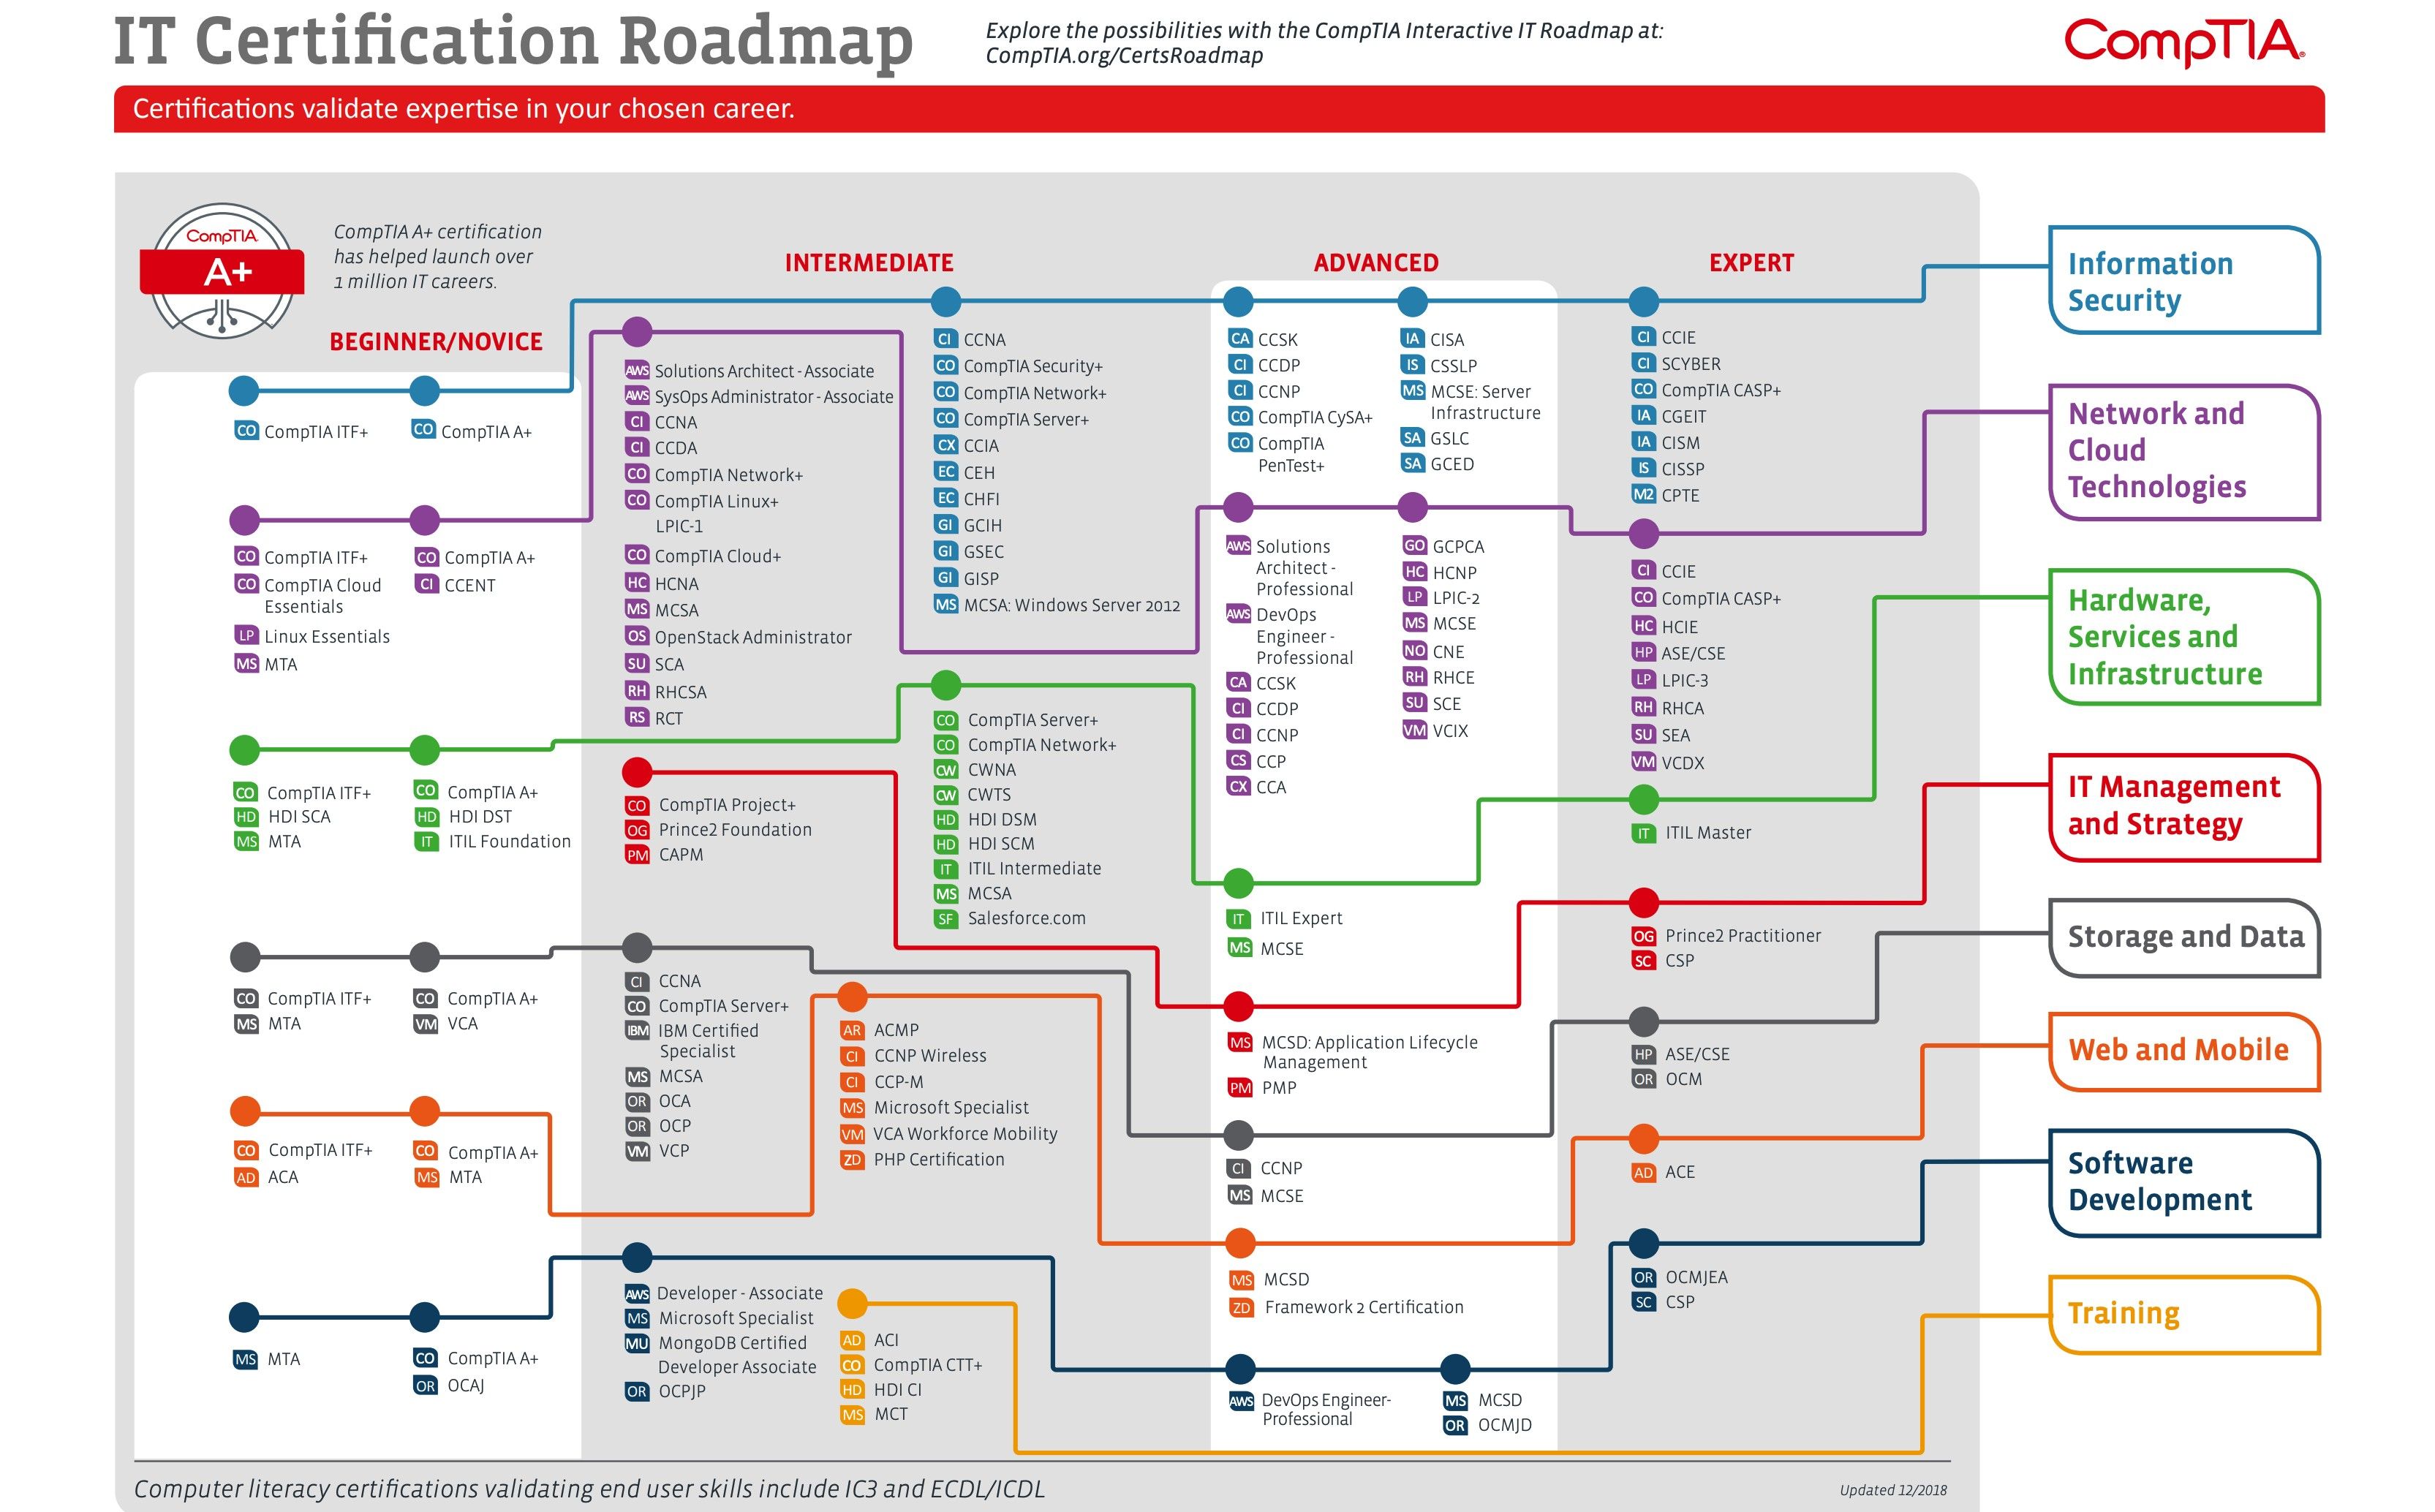 IT Certification Roadmap
Explore the possibilities with the CompTIA Interactive IT Roadmap at:
CompTIA.org/CertsRoadmap
CompTIA.
Certifications validate expertise in your chosen career.
CompTIA
A+
CompTIA A+ certification
has helped launch over
1 million IT careers.
BEGINNER/NOVICE
INTERMEDIATE
ADVANCED
EXPERT
Information
Security
CO CompTIA ITF+
CO CompTIA A+
CI CCNA
CO CompTIA Security+
CO CompTIA Network+
CO CompTIA Server+
CX CCIA
EC CEH
EC CHFI
GI GCIH
GI GSEC
GI GISP
MS MCSA: Windows Server 2012
CA CCSK
CI CCDP
CI CCNP
CO CompTIA CySA+
CO CompTIA
PenTest+
IA CISA
IS CSSLP
MS MCSE: Server
Infrastructure
SA GSLC
SA GCED
CI CCIE
CI SCYBER
CO CompTIA CASP+
IA CGEIT
IA CISM
IS CISSP
M2 CPTE
Network and
Cloud
Technologies
CO CompTIA ITF+
CO CompTIA Cloud
Essentials
LP Linux Essentials
MS MTA
CO CompTIA A+
CI CCENT
AWS Solutions Architect - Associate
AWS SysOps Administrator - Associate
CI CCNA
CI CCDA
CO CompTIA Network+
CO CompTIA Linux+
LPIC-1
CO CompTIA Cloud+
HC HCNA
MS MCSA
OS OpenStack Administrator
SU SCA
RH RHCSA
RS RCT
AWS Solutions
Architect -
Professional
AWS DevOps
Engineer -
Professional
CA CCSK
CI CCDP
CI CCNP
CS CCP
CX CCA
GO GCPCA
HC HCNP
LP LPIC-2
MS MCSE
NO CNE
RH RHCE
SU SCE
VM VCIX
CI CCIE
CO CompTIA CASP+
HC HCIE
HP ASE/CSE
LP LPIC-3
RH RHCA
SU SEA
VM VCDX
Hardware,
Services and
Infrastructure
CO CompTIA ITF+
HD HDI SCA
MS MTA
CO CompTIA A+
HD HDI DST
IT ITIL Foundation
CO CompTIA Server+
CO CompTIA Network+
CW CWNA
CW CWTS
HD HDI DSM
HD HDI SCM
IT ITIL Intermediate
MS MCSA
SF Salesforce.com
IT ITIL Expert
MS MCSE
IT ITIL Master
IT Management
and Strategy
CO CompTIA Project+
OG Prince2 Foundation
PM CAPM
MS MCSD: Application Lifecycle
Management
PM PMP
OG Prince2 Practitioner
SC CSP
Storage and Data
CO CompTIA ITF+
MS MTA
CO CompTIA A+
VM VCA
CI CCNA
CO CompTIA Server+
IBM IBM Certified
Specialist
MS MCSA
OR OCA
OR OCP
VM VCP
CI CCNP
MS MCSE
HP ASE/CSE
OR OCM
Web and Mobile
CO CompTIA ITF+
AD ACA
CO CompTIA A+
MS MTA
AR ACMP
CI CCNP Wireless
CI CCP-M
MS Microsoft Specialist
VM VCA Workforce Mobility
ZD PHP Certification
MS MCSD
ZD Framework 2 Certification
AD ACE
Software
Development
MS MTA
CO CompTIA A+
OR OCAJ
AWS Developer - Associate
MS Microsoft Specialist
MU MongoDB Certified
Developer Associate
OR OCPJP
AWS DevOps Engineer-
Professional
MS MCSD
OR OCMJD
OR OCMJEA
SC CSP
Training
AD ACI
CO CompTIA CTT+
HD HDI CI
MS MCT
Computer literacy certifications validating end user skills include IC3 and ECDL/ICDL
Updated 12/2018